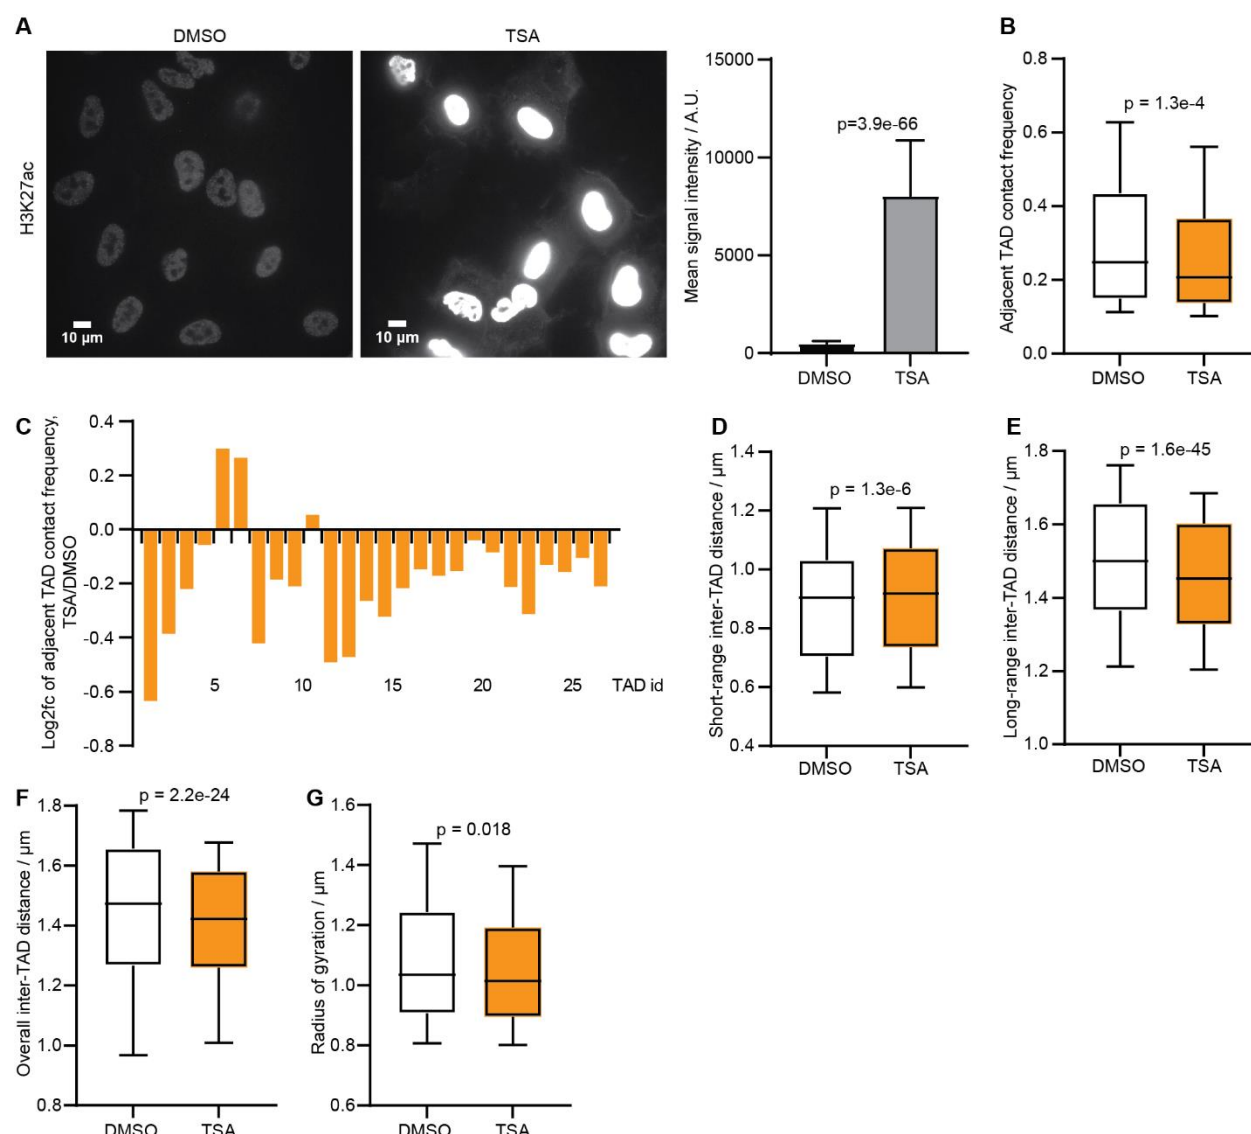 A
DMSO
TSA
H3K27ac
10 µm
10 µm
Mean signal intensity / A.U.
15000
10000
5000
0
p=3.9e-66
DMSO
TSA
B
Adjacent TAD contact frequency
0.8
0.6
0.4
0.2
0.0
p = 1.3e-4
DMSO
TSA
C
Log2fc of adjacent TAD contact frequency,
TSA/DMSO
0.4
0.2
0.0
-0.2
-0.4
-0.6
-0.8
5
10
15
20
25
TAD id
D
Short-range inter-TAD distance / µm
1.4
1.2
1.0
0.8
0.6
0.4
p = 1.3e-6
DMSO
TSA
E
Long-range inter-TAD distance / µm
1.8
1.6
1.4
1.2
1.0
p = 1.6e-45
DMSO
TSA
F
Overall inter-TAD distance / µm
1.8
1.6
1.4
1.2
1.0
0.8
p = 2.2e-24
DMSO
TSA
G
Radius of gyration / µm
1.6
1.4
1.2
1.0
0.8
0.6
p = 0.018
DMSO
TSA